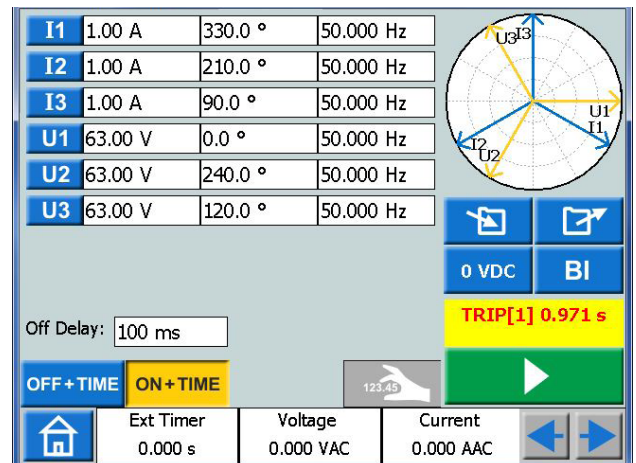 I1 1.00 A 330.0 ° 50.000 Hz
I2 1.00 A 210.0 ° 50.000 Hz
I3 1.00 A 90.0 ° 50.000 Hz
U1 63.00 V 0.0 ° 50.000 Hz
U2 63.00 V 240.0 ° 50.000 Hz
U3 63.00 V 120.0 ° 50.000 Hz
U3 I3
U1
I1
I2
U2
0 VDC BI
TRIP[1] 0.971 s
Off Delay: 100 ms
OFF+TIME ON+TIME 123.45
Ext Timer Voltage Current
0.000 s 0.000 VAC 0.000 AAC